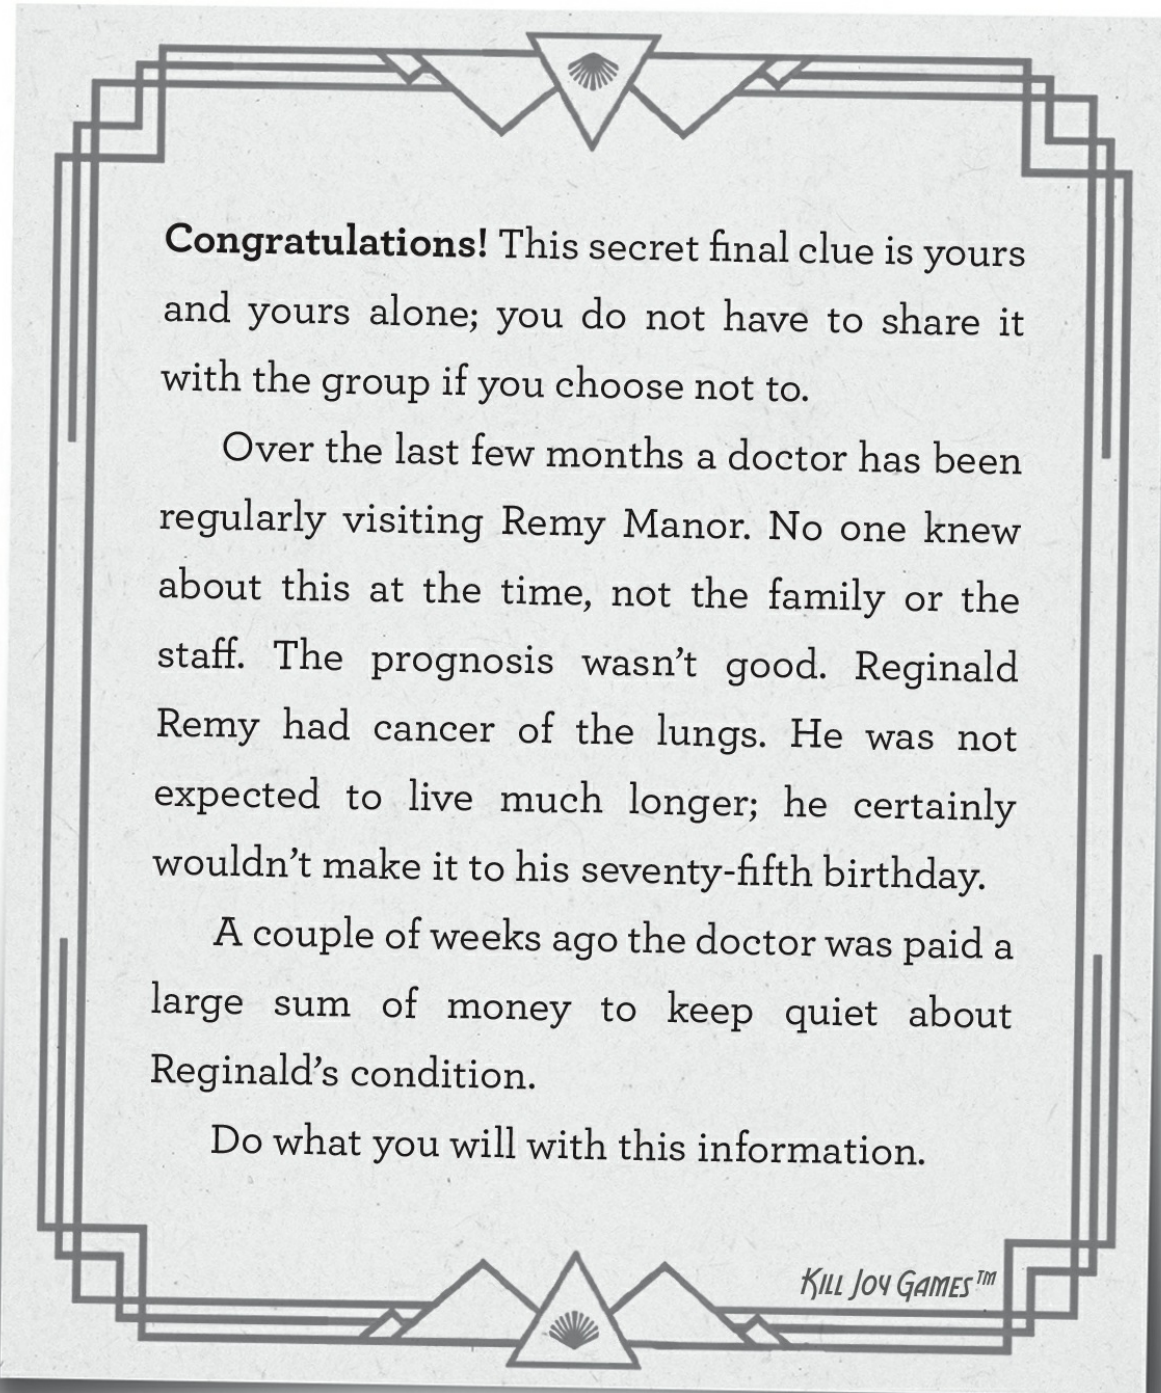 Congratulations! This secret final clue is yours
and yours alone; you do not have to share it
with the group if you choose not to.
Over the last few months a doctor has been
regularly visiting Remy Manor. No one knew
about this at the time, not the family or the
staff. The prognosis wasn't good. Reginald
Remy had cancer of the lungs. He was not
expected to live much longer; he certainly
wouldn't make it to his seventy-fifth birthday.
A couple of weeks ago the doctor was paid a
large sum of money to keep quiet about
Reginald's condition.
Do what you will with this information.
KILL JOY GAMES™